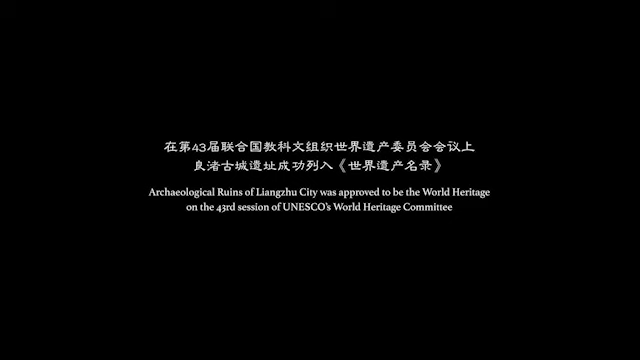 在第43届联合国教科文组织世界遗产委员会会议上
良渚古城遗址成功列入《世界遗产名录》
Archaeological Ruins of Liangzhu City was approved to be the World Heritage
on the 43rd session of UNESCO's World Heritage Committee